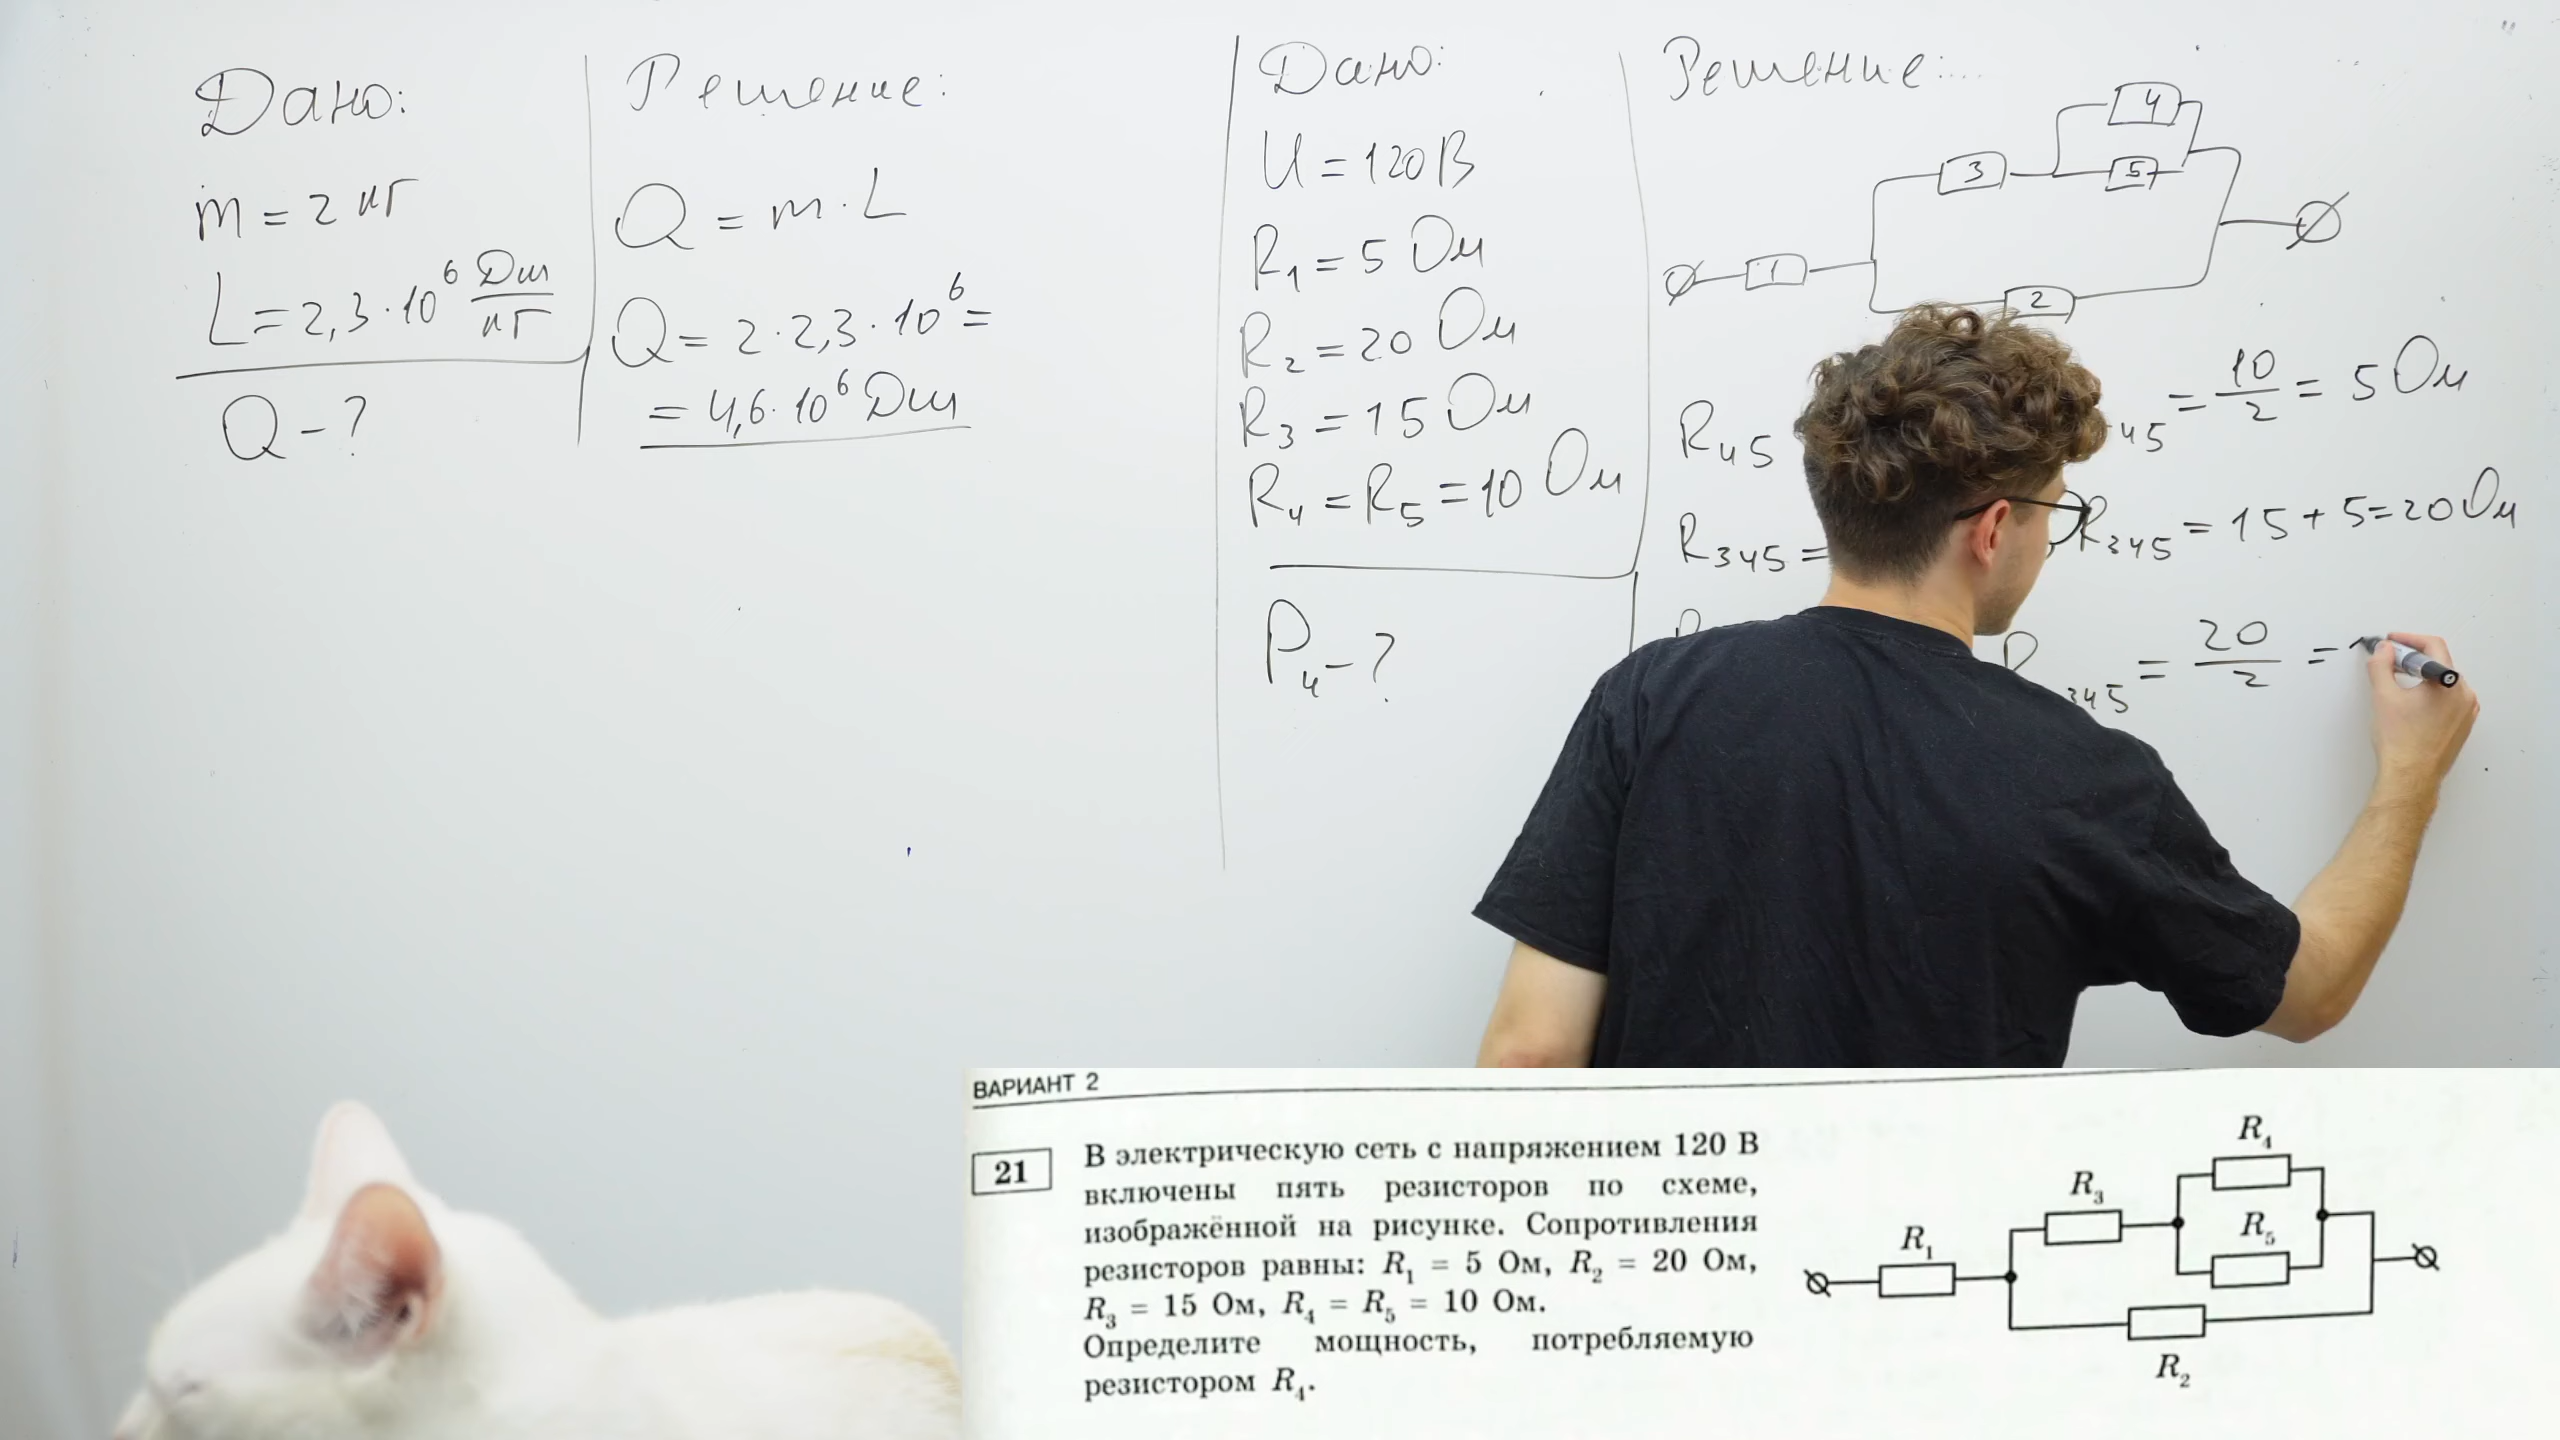 Дано:
m = 2 кг
L = 2,3 · 10⁶ Дж/кг
Q – ?
Решение:
Q = m · L
Q = 2 · 2,3 · 10⁶ =
= 4,6 · 10⁶ Дж
Дано:
U = 120 В
R₁ = 5 Ом
R₂ = 20 Ом
R₃ = 15 Ом
R₄ = R₅ = 10 Ом
P₄ – ?
Решение:
4
3
5
1
2
R₄₅
₄₅ = 10/2 = 5 Ом
R₃₄₅ =
R₃₄₅ = 15 + 5 = 20 Ом
R
₃₄₅ = 20/2 =
ВАРИАНТ 2
21
В электрическую сеть с напряжением 120 В
включены пять резисторов по схеме,
изображённой на рисунке. Сопротивления
резисторов равны: R₁ = 5 Ом, R₂ = 20 Ом,
R₃ = 15 Ом, R₄ = R₅ = 10 Ом.
Определите мощность, потребляемую
резистором R₄.
R₄
R₃
R₅
R₁
R₂